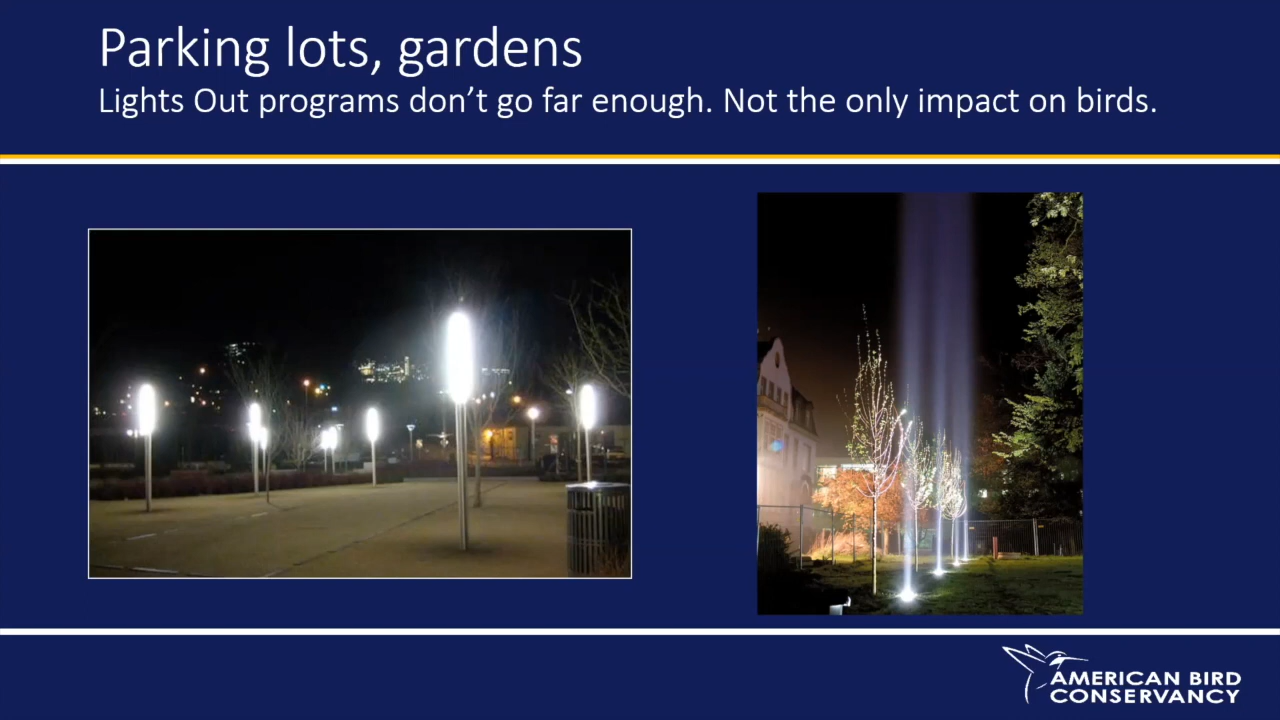 Parking lots, gardens
Lights Out programs don’t go far enough. Not the only impact on birds.
AMERICAN BIRD
CONSERVANCY